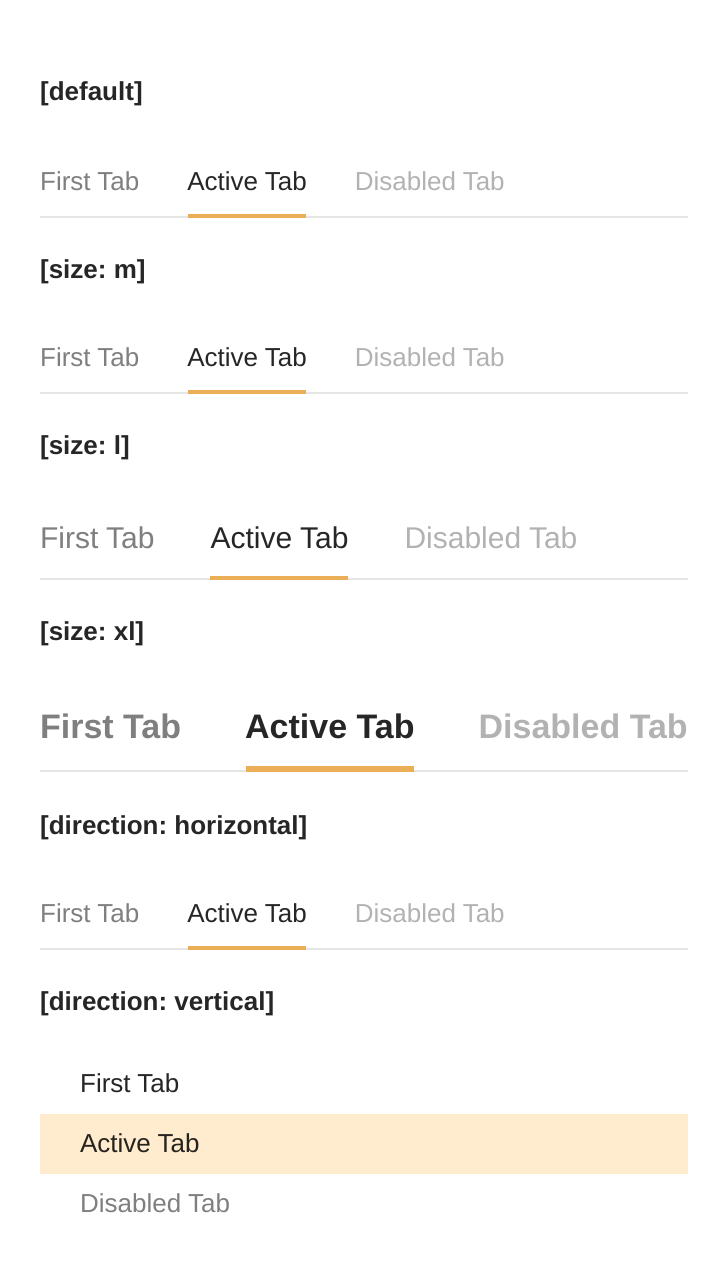 [default]
First Tab Active Tab Disabled Tab
[size: m]
First Tab Active Tab Disabled Tab
[size: l]
First Tab Active Tab Disabled Tab
[size: xl]
First Tab Active Tab Disabled Tab
[direction: horizontal]
First Tab Active Tab Disabled Tab
[direction: vertical]
First Tab
Active Tab
Disabled Tab